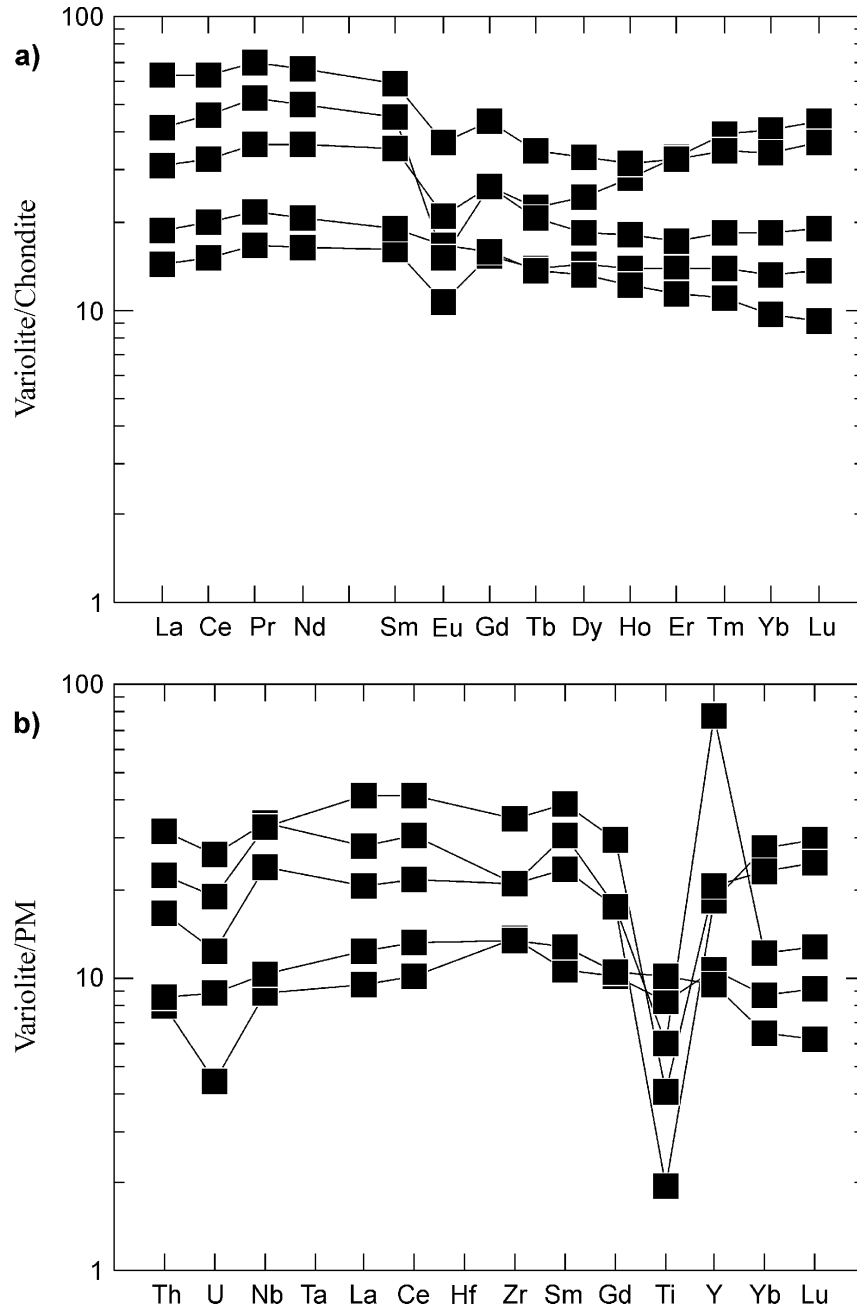 a)
100
10
1
Variolite/Chondite
La Ce Pr Nd Sm Eu Gd Tb Dy Ho Er Tm Yb Lu
b)
100
10
1
Variolite/PM
Th U Nb Ta La Ce Hf Zr Sm Gd Ti Y Yb Lu